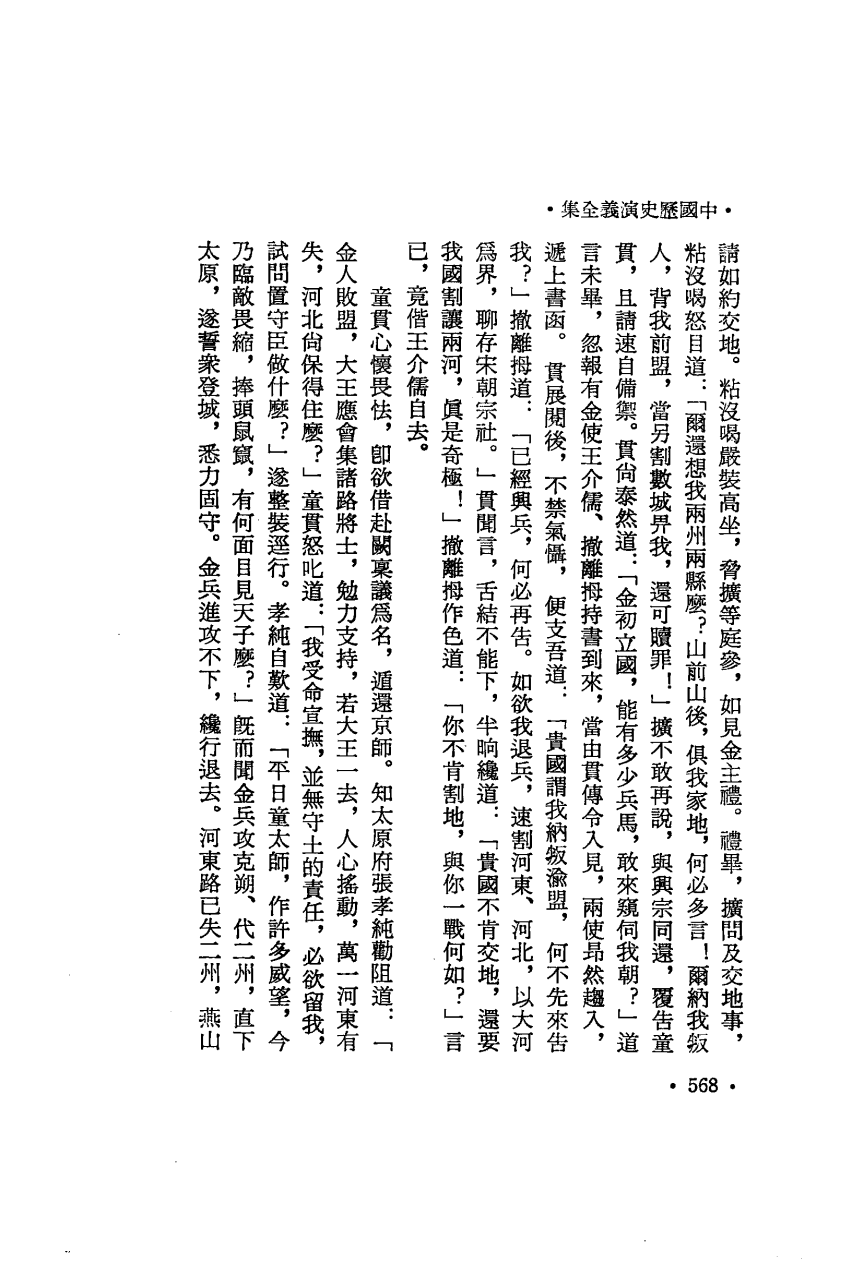 •中國歷史演義全集•
請如約交地。粘沒喝嚴裝高坐，脅擴等庭參，如見金主禮。禮畢，擴問及交地事，
粘沒喝怒目道：「爾還想我兩州兩縣麼？山前山後，俱我家地，何必多言！爾納我叛
人，背我前盟，當另割數城畀我，還可贖罪！」擴不敢再說，與興宗同還，覆告童
貫，且請速自備禦。貫尙泰然道：「金初立國，能有多少兵馬，敢來窺伺我朝？」道
言未畢，忽報有金使王介儒、撤離拇持書到來，當由貫傳令入見，兩使昂然趨入，
遞上書函。貫展閱後，不禁氣懾，便支吾道：「貴國謂我納叛渝盟，何不先來告
我？」撤離拇道：「已經興兵，何必再告。如欲我退兵，速割河東、河北，以大河
爲界，聊存宋朝宗社。」貫聞言，舌結不能下，半晌纔道：「貴國不肯交地，還要
我國割讓兩河，眞是奇極！」撤離拇作色道：「你不肯割地，與你一戰何如？」言
已，竟偕王介儒自去。
童貫心懷畏怯，卽欲借赴闕稟議爲名，遁還京師。知太原府張孝純勸阻道：「
金人敗盟，大王應會集諸路將士，勉力支持，若大王一去，人心搖動，萬一河東有
失，河北尙保得住麼？」童貫怒叱道：「我受命宣撫，並無守土的責任，必欲留我，
試問置守臣做什麼？」遂整裝逕行。孝純自歎道：「平日童太師，作許多威望，今
乃臨敵畏縮，捧頭鼠竄，有何面目見天子麼？」旣而聞金兵攻克朔、代二州，直下
太原，遂誓衆登城，悉力固守。金兵進攻不下，纔行退去。河東路已失二州，燕山
•568•